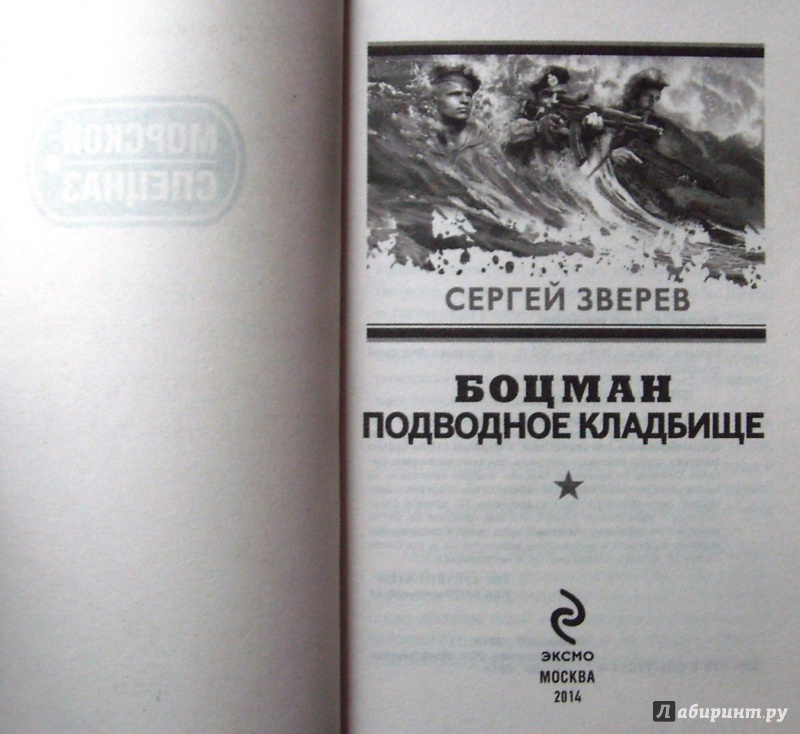 МОРСКОЙ
СПЕЦНАЗ
СЕРГЕЙ ЗВЕРЕВ
БОЦМАН
ПОДВОДНОЕ КЛАДБИЩЕ
ЭКСМО
МОСКВА
2014
Лабиринт.ру